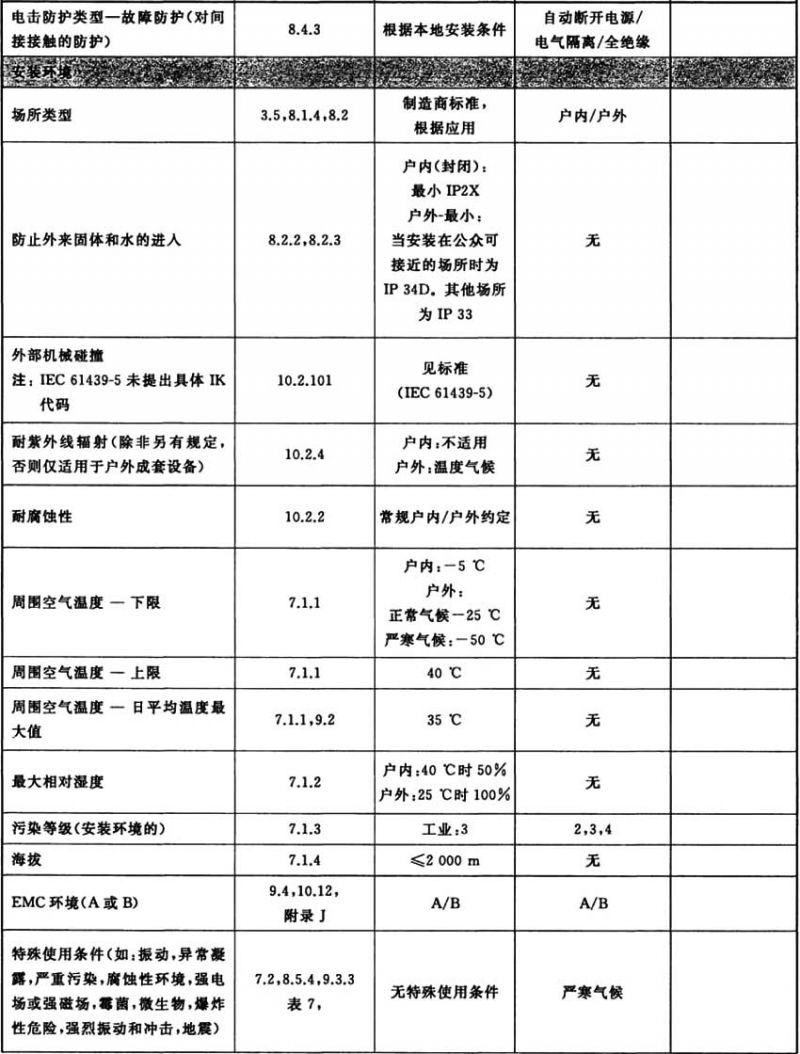 电击防护类型—故障防护(对间
接接触的防护)
8.4.3
根据本地安装条件
自动断开电源/
电气隔离/全绝缘
安装环境
场所类型
3.5,8.1.4,8.2
制造商标准,
根据应用
户内/户外
防止外来固体和水的进入
8.2.2,8.2.3
户内(封闭):
最小 IP2X
户外-最小:
当安装在公众可
接近的场所时为
IP 34D。其他场所
为 IP 33
无
外部机械碰撞
注:IEC 61439-5 未提出具体 IK
代码
10.2.101
见标准
(IEC 61439-5)
无
耐紫外线辐射(除非另有规定,
否则仅适用于户外成套设备)
10.2.4
户内:不适用
户外:温度气候
无
耐腐蚀性
10.2.2
常规户内/户外约定
无
周围空气温度 — 下限
7.1.1
户内:－5 ℃
户外:
正常气候－25 ℃
严寒气候:－50 ℃
无
周围空气温度 — 上限
7.1.1
40 ℃
无
周围空气温度 — 日平均温度最
大值
7.1.1,9.2
35 ℃
无
最大相对湿度
7.1.2
户内:40 ℃时 50%
户外:25 ℃时 100%
无
污染等级(安装环境的)
7.1.3
工业:3
2,3,4
海拔
7.1.4
≤2 000 m
无
EMC 环境(A 或 B)
9.4,10.12,
附录 J
A/B
A/B
特殊使用条件(如:振动,异常凝
露,严重污染,腐蚀性环境,强电
场或强磁场,霉菌,微生物,爆炸
性危险,强烈振动和冲击,地震)
7.2,8.5.4,9.3.3
表 7,
无特殊使用条件
严寒气候